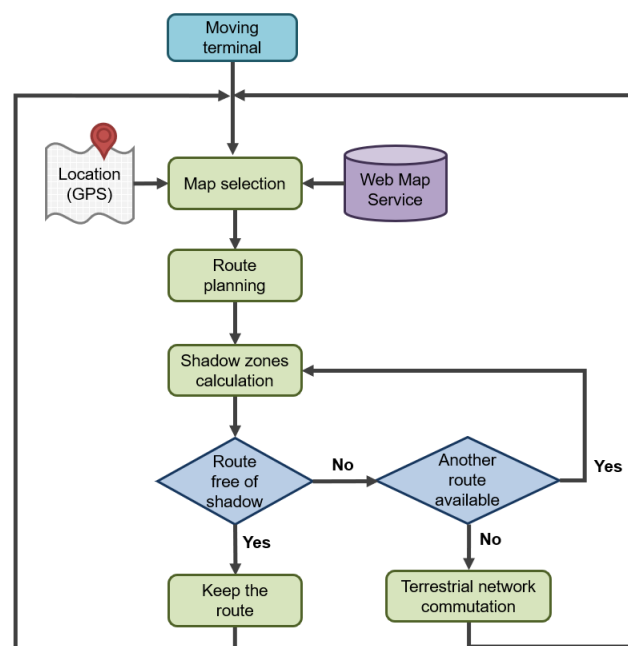 Moving
terminal
Location
(GPS)
Map selection
Web Map
Service
Route
planning
Shadow zones
calculation
Route
free of
shadow
No
Another
route
available
Yes
Yes
No
Keep the
route
Terrestrial network
commutation